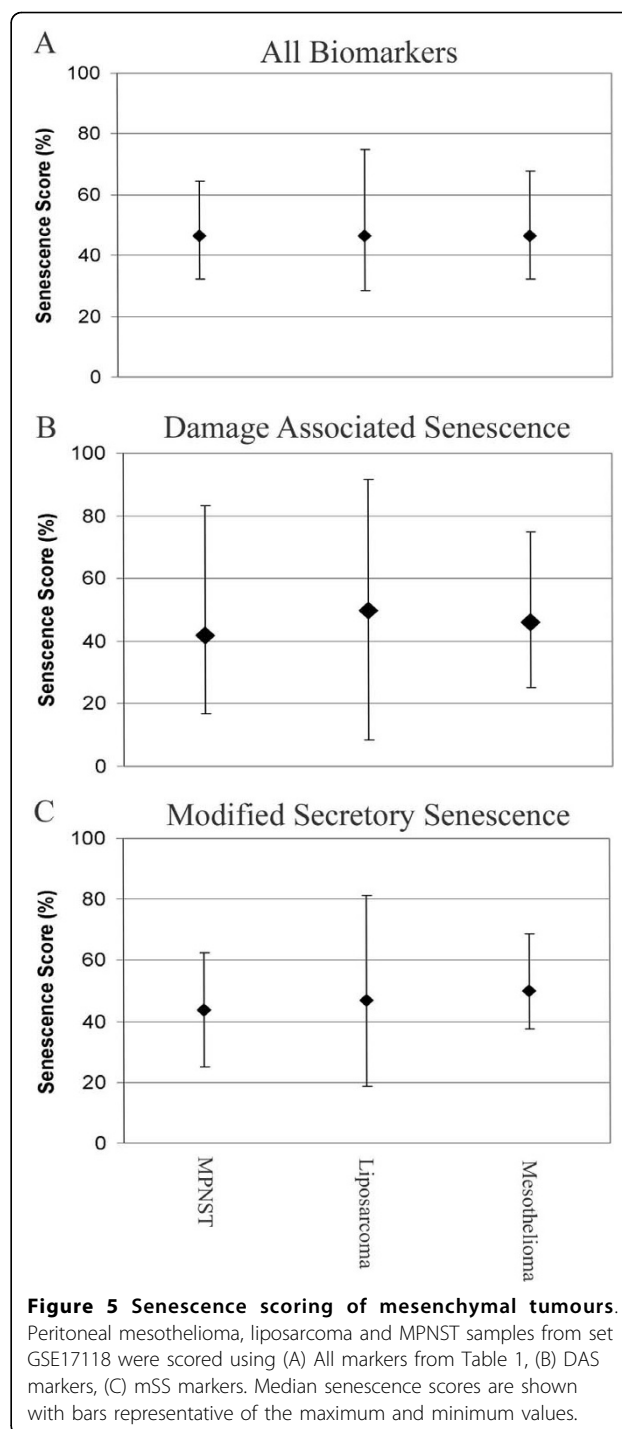 A
All Biomarkers
Senescence Score (%)
100
80
60
40
20
0
B
Damage Associated Senescence
Senscence Score (%)
100
80
60
40
20
0
C
Modified Secretory Senescence
Senescence Score (%)
100
80
60
40
20
0
MPNST
Liposarcoma
Mesothelioma
Figure 5 Senescence scoring of mesenchymal tumours.
Peritoneal mesothelioma, liposarcoma and MPNST samples from set
GSE17118 were scored using (A) All markers from Table 1, (B) DAS
markers, (C) mSS markers. Median senescence scores are shown
with bars representative of the maximum and minimum values.